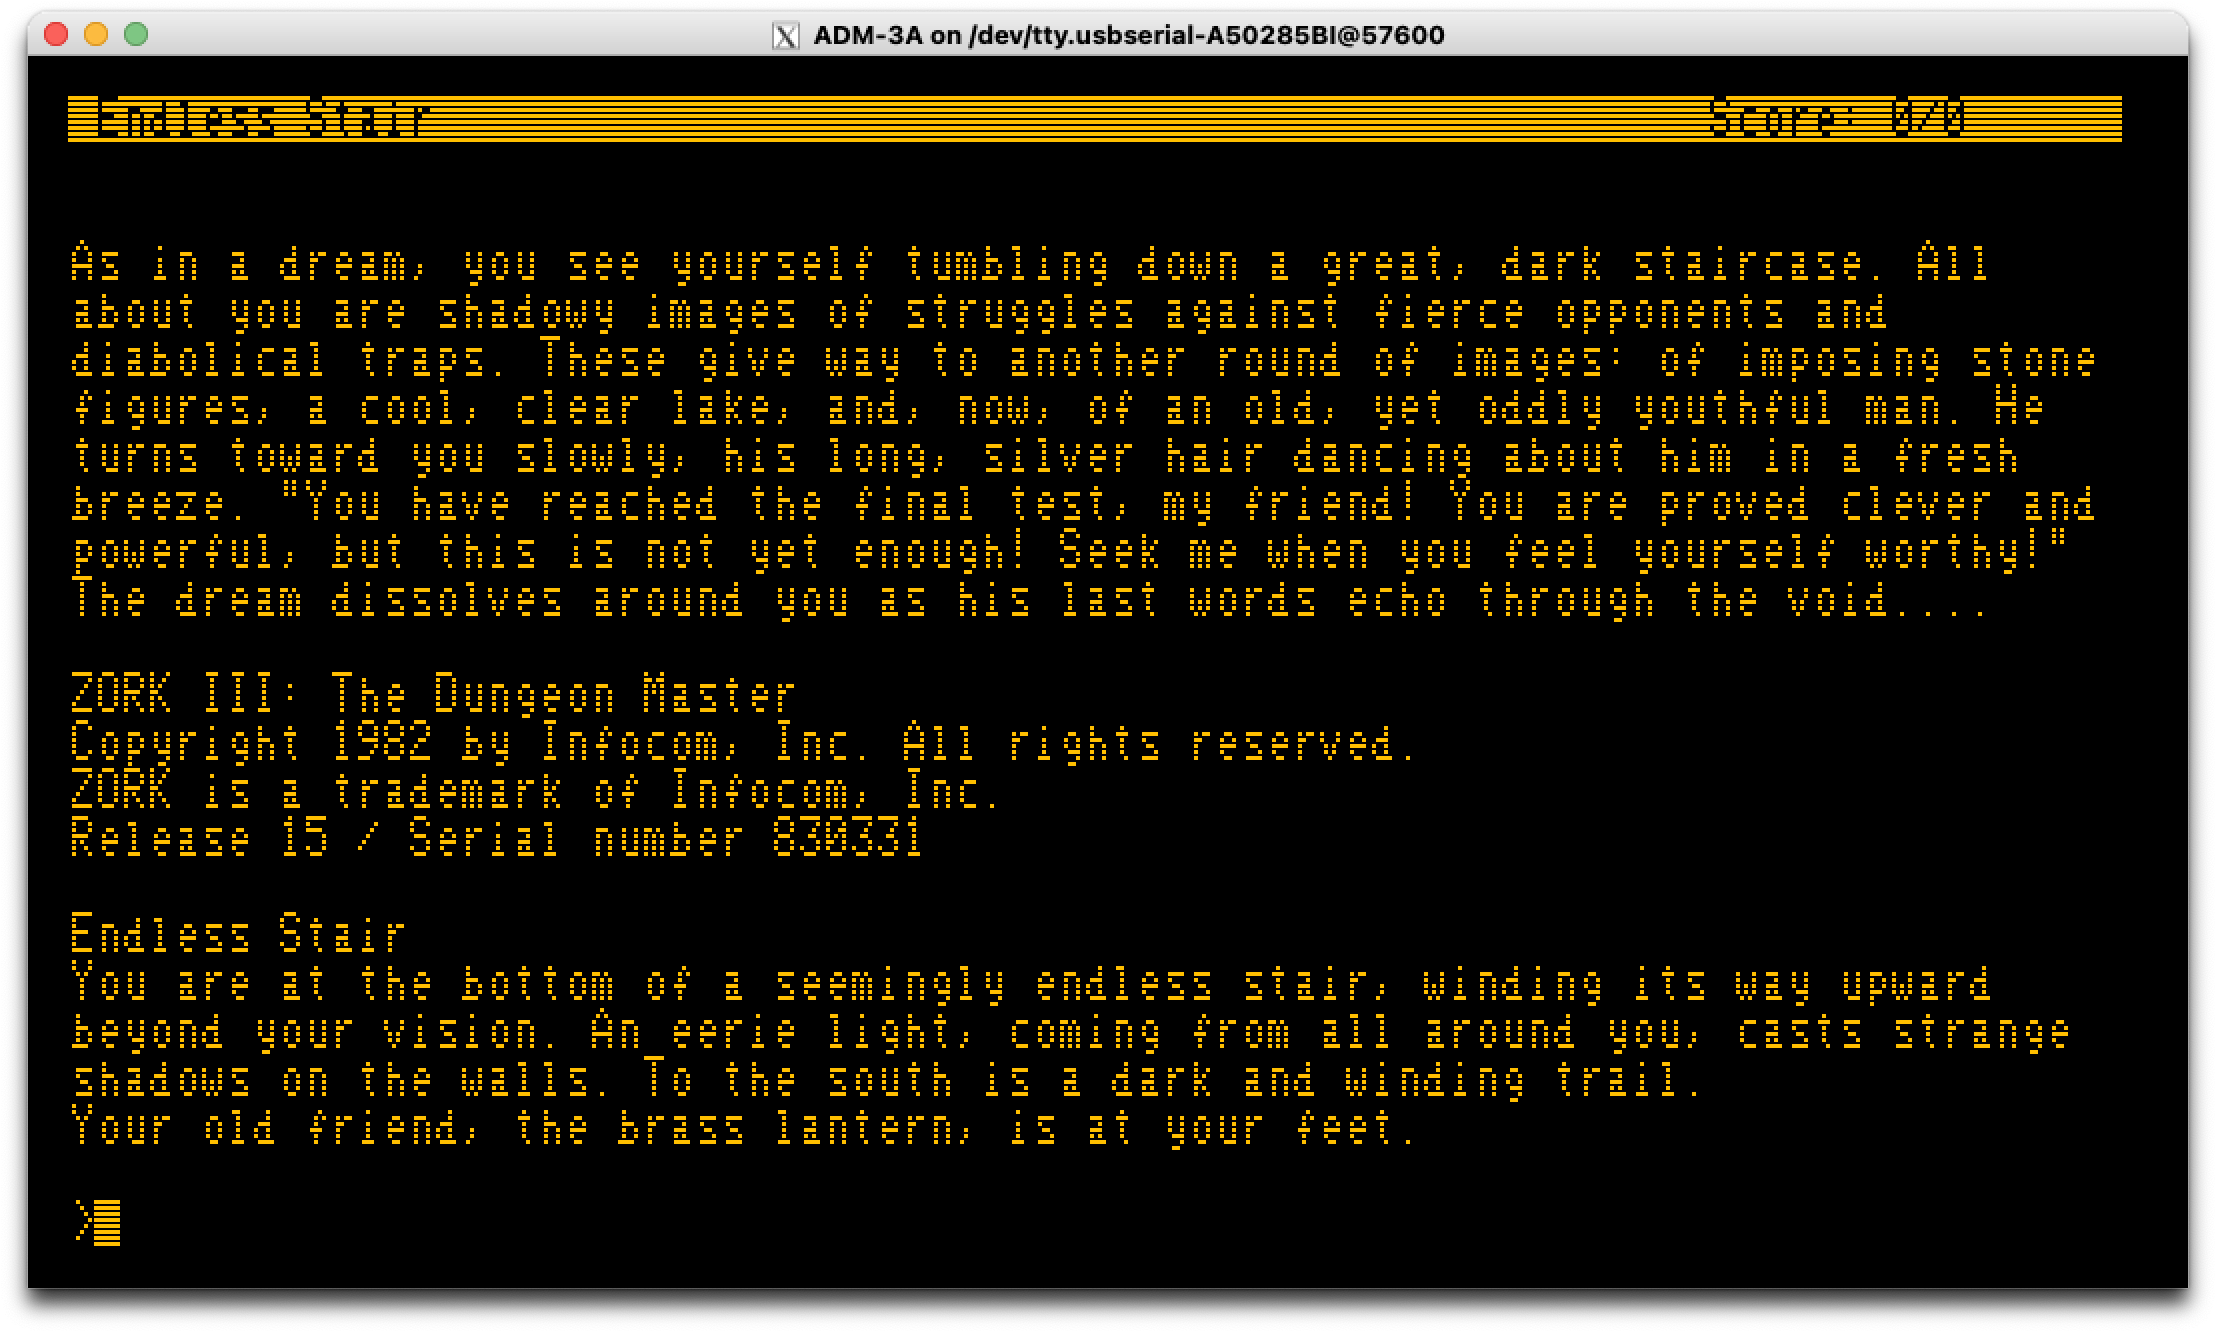 ADM-3A on /dev/tty.usbserial-A50285BI@57600
Endless Stair Score: 0/0
As in a dream, you see yourself tumbling down a great, dark staircase. All
about you are shadowy images of struggles against fierce opponents and
diabolical traps. These give way to another round of images: of imposing stone
figures, a cool, clear lake, and, now, of an old, yet oddly youthful man. He
turns toward you slowly, his long, silver hair dancing about him in a fresh
breeze. "You have reached the final test, my friend! You are proved clever and
powerful, but this is not yet enough! Seek me when you feel yourself worthy!"
The dream dissolves around you as his last words echo through the void....
ZORK III: The Dungeon Master
Copyright 1982 by Infocom, Inc. All rights reserved.
ZORK is a trademark of Infocom, Inc.
Release 15 / Serial number 830331
Endless Stair
You are at the bottom of a seemingly endless stair, winding its way upward
beyond your vision. An eerie light, coming from all around you, casts strange
shadows on the walls. To the south is a dark and winding trail.
Your old friend, the brass lantern, is at your feet.
>